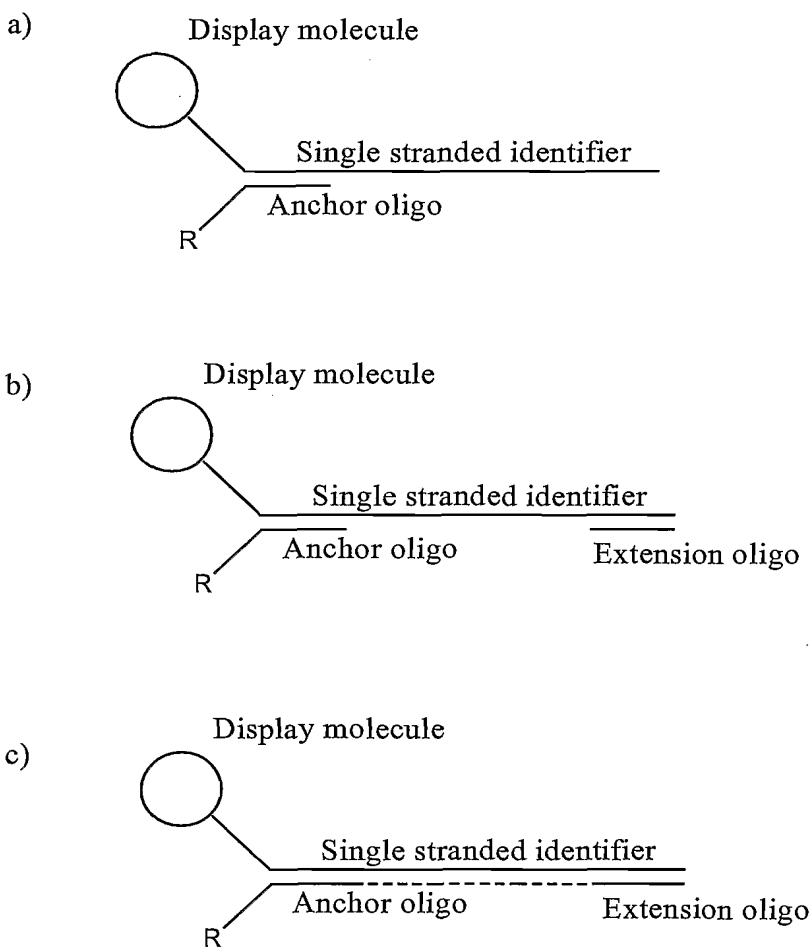 a)
Display molecule
Single stranded identifier
Anchor oligo
R
b)
Display molecule
Single stranded identifier
Anchor oligo
Extension oligo
R
c)
Display molecule
Single stranded identifier
Anchor oligo
Extension oligo
R